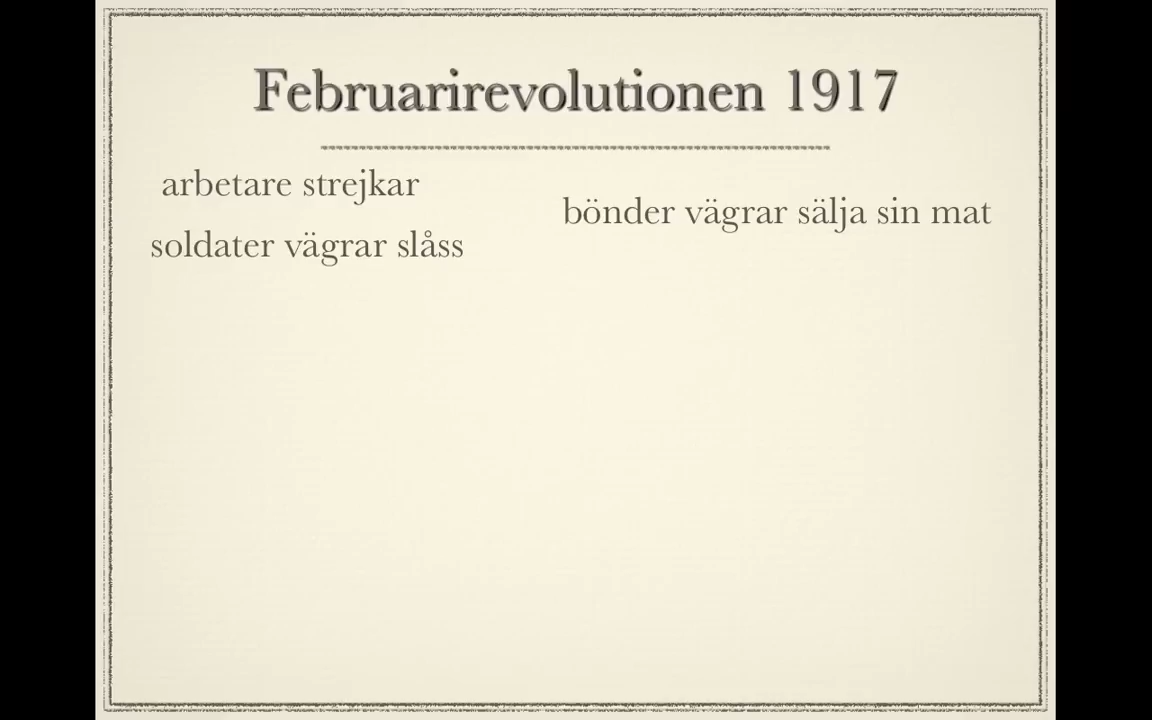 Februarirevolutionen 1917
arbetare strejkar
bönder vägrar sälja sin mat
soldater vägrar slåss